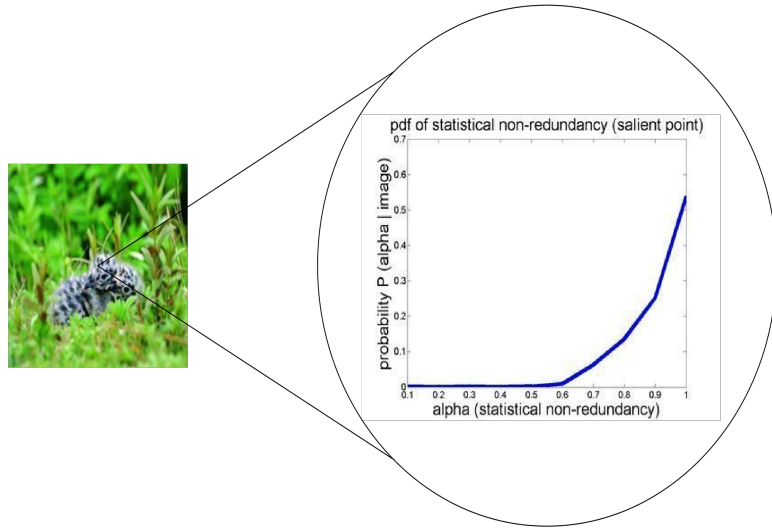 pdf of statistical non-redundancy (salient point)
probability P (alpha | image)
0.7
0.6
0.5
0.4
0.3
0.2
0.1
0
0.1 0.2 0.3 0.4 0.5 0.6 0.7 0.8 0.9 1
alpha (statistical non-redundancy)